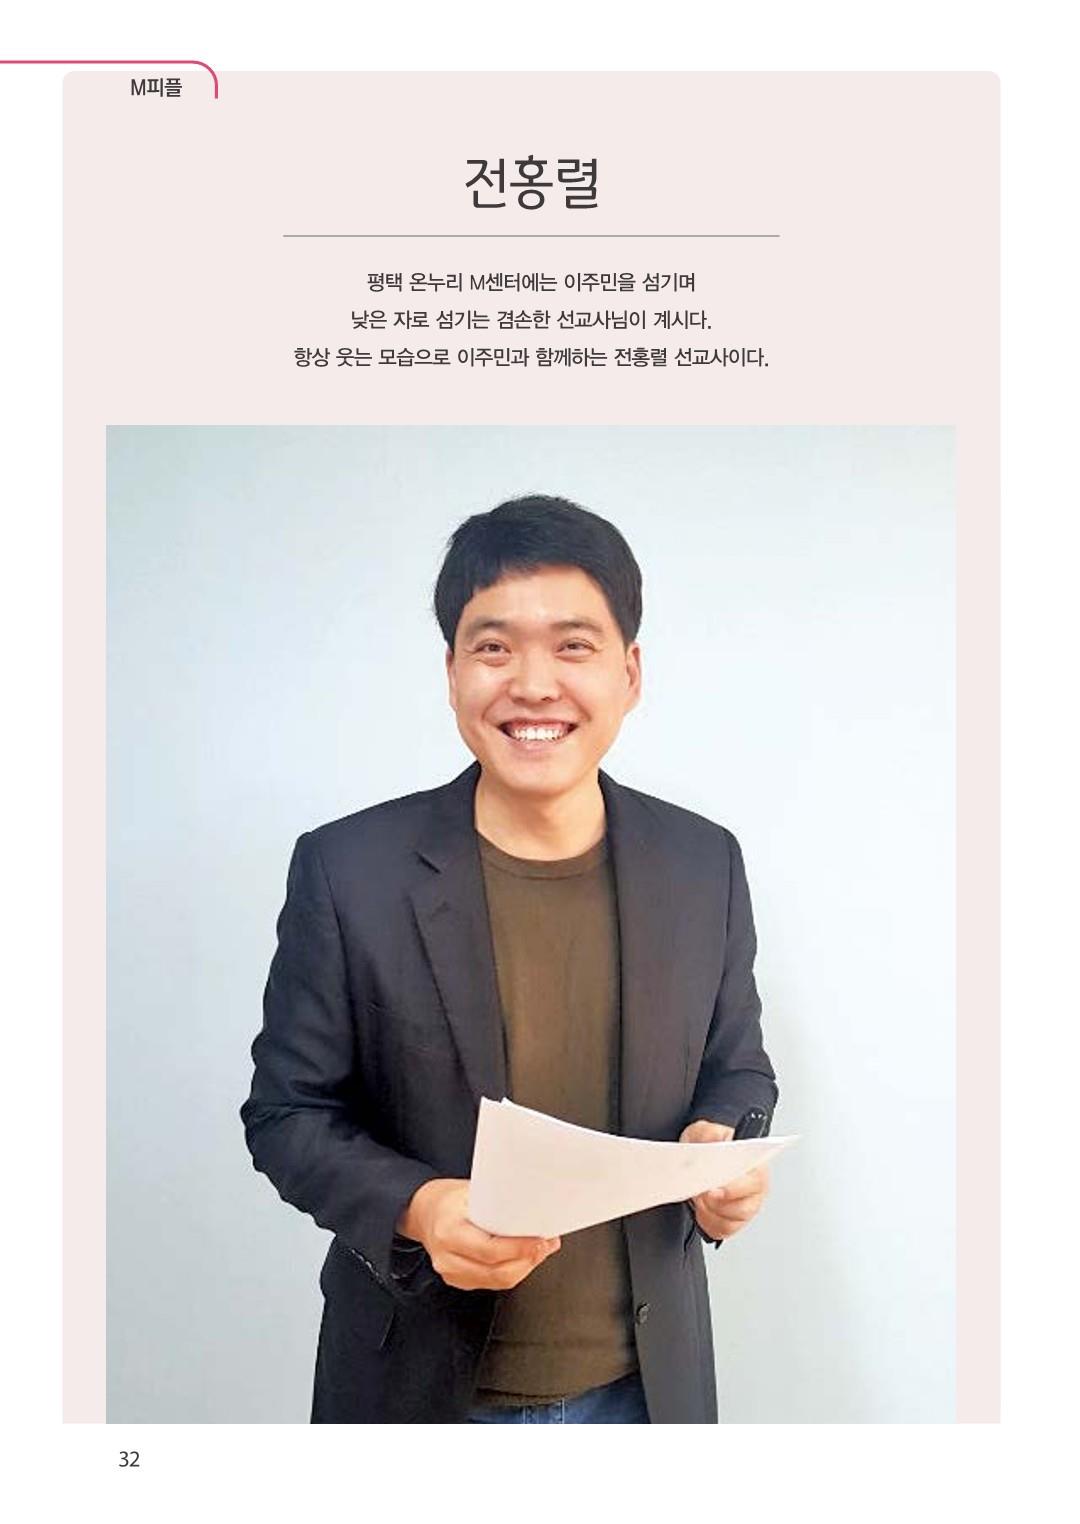 M피플
전홍렬
평택 온누리 M센터에는 이주민을 섬기며
낮은 자로 섬기는 겸손한 선교사님이 계시다.
항상 웃는 모습으로 이주민과 함께하는 전홍렬 선교사이다.
32